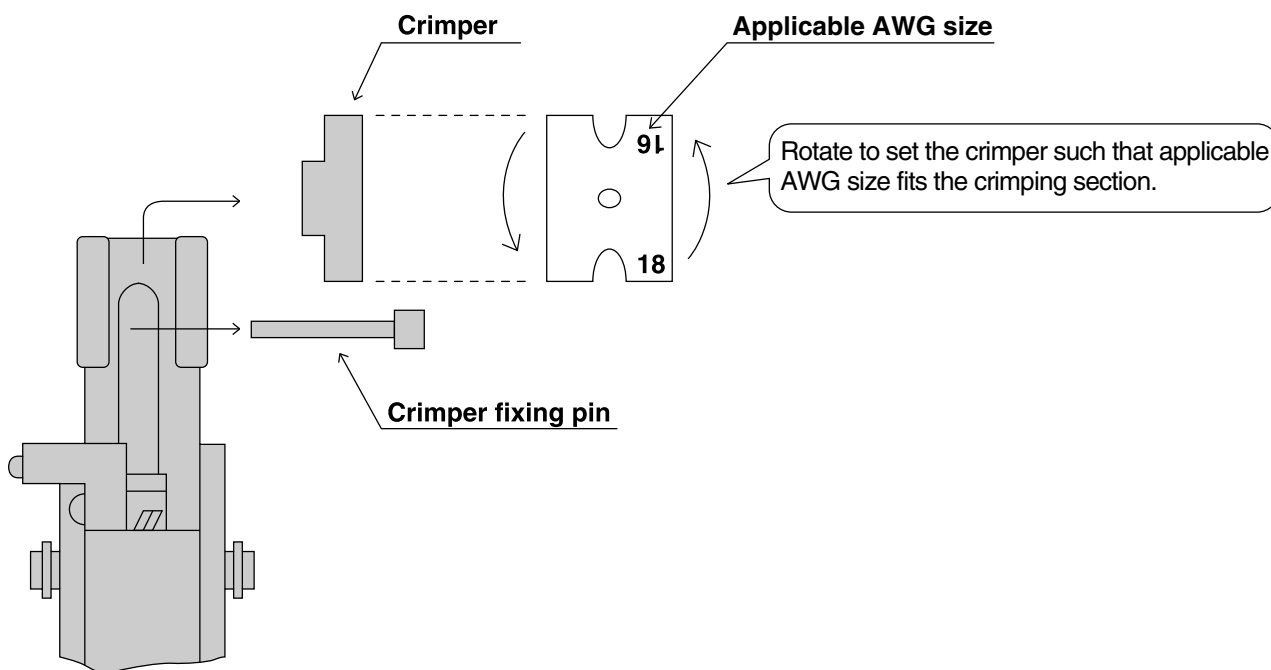 Crimper
Applicable AWG size
16
Rotate to set the crimper such that applicable
AWG size fits the crimping section.
18
Crimper fixing pin